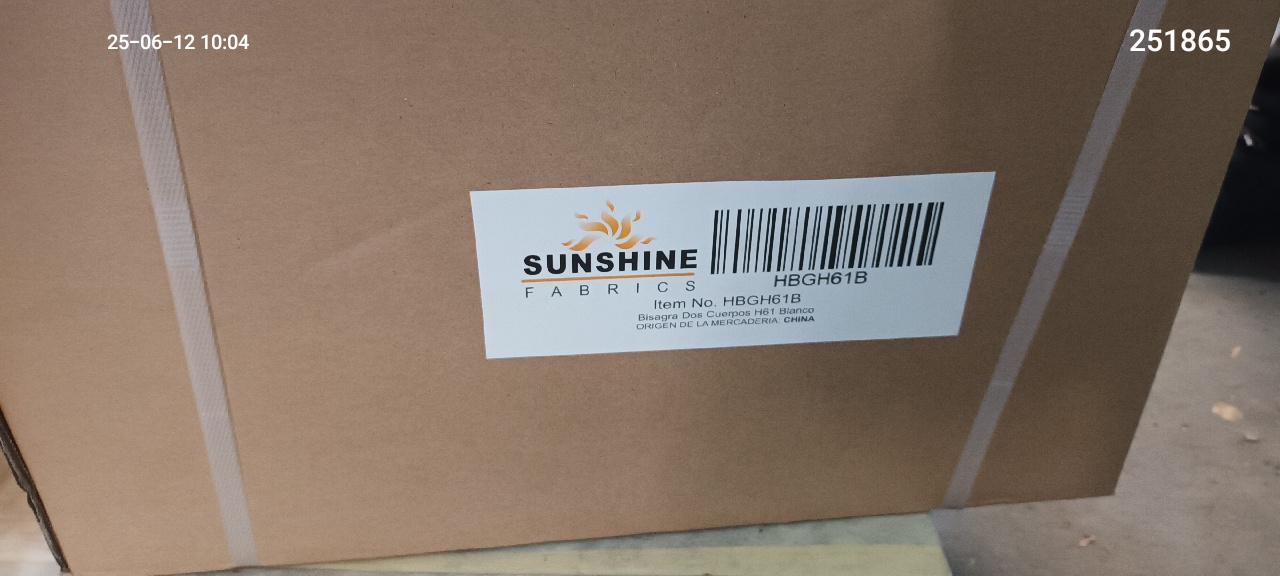 25-06-12 10:04
251865
SUNSHINE
FABRICS
HBGH61B
Item No. HBGH61B
Bisagra Dos Cuerpos H61 Blanco
ORIGEN DE LA MERCADERIA: CHINA